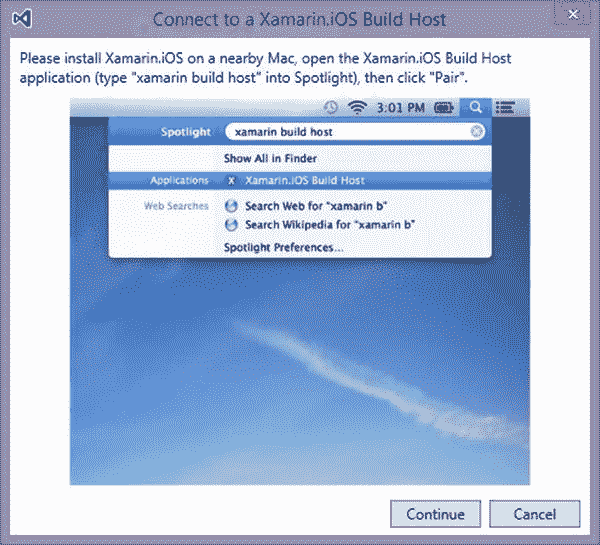 Connect to a Xamarin.iOS Build Host
Please install Xamarin.iOS on a nearby Mac, open the Xamarin.iOS Build Host
application (type "xamarin build host" into Spotlight), then click "Pair".
3:01 PM
Spotlight xamarin build host
Show All in Finder
Applications X Xamarin.iOS Build Host
Web Searches Search Web for "xamarin b"
Search Wikipedia for "xamarin b"
Spotlight Preferences...
Continue Cancel